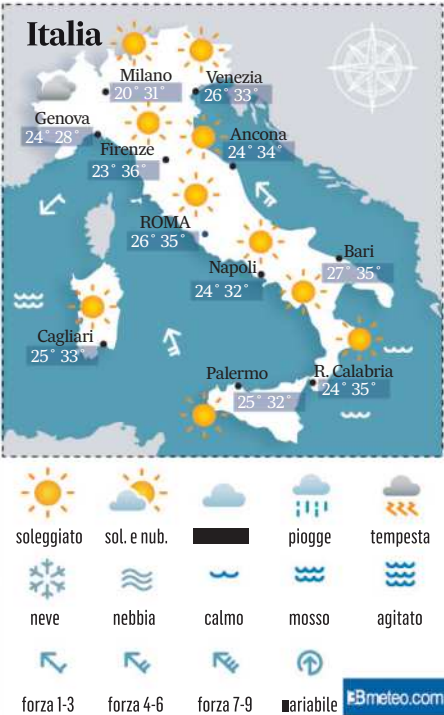 Italia
Milano
20° 31°
Venezia
26° 33°
Genova
24° 28°
Firenze
23° 36°
Ancona
24° 34°
ROMA
26° 35°
Napoli
24° 32°
Bari
27° 35°
Cagliari
25° 33°
Palermo
25° 32°
R. Calabria
24° 35°
soleggiato sol. e nub. piogge tempesta
neve nebbia calmo mosso agitato
forza 1-3 forza 4-6 forza 7-9 ariabile
3Bmeteo.com